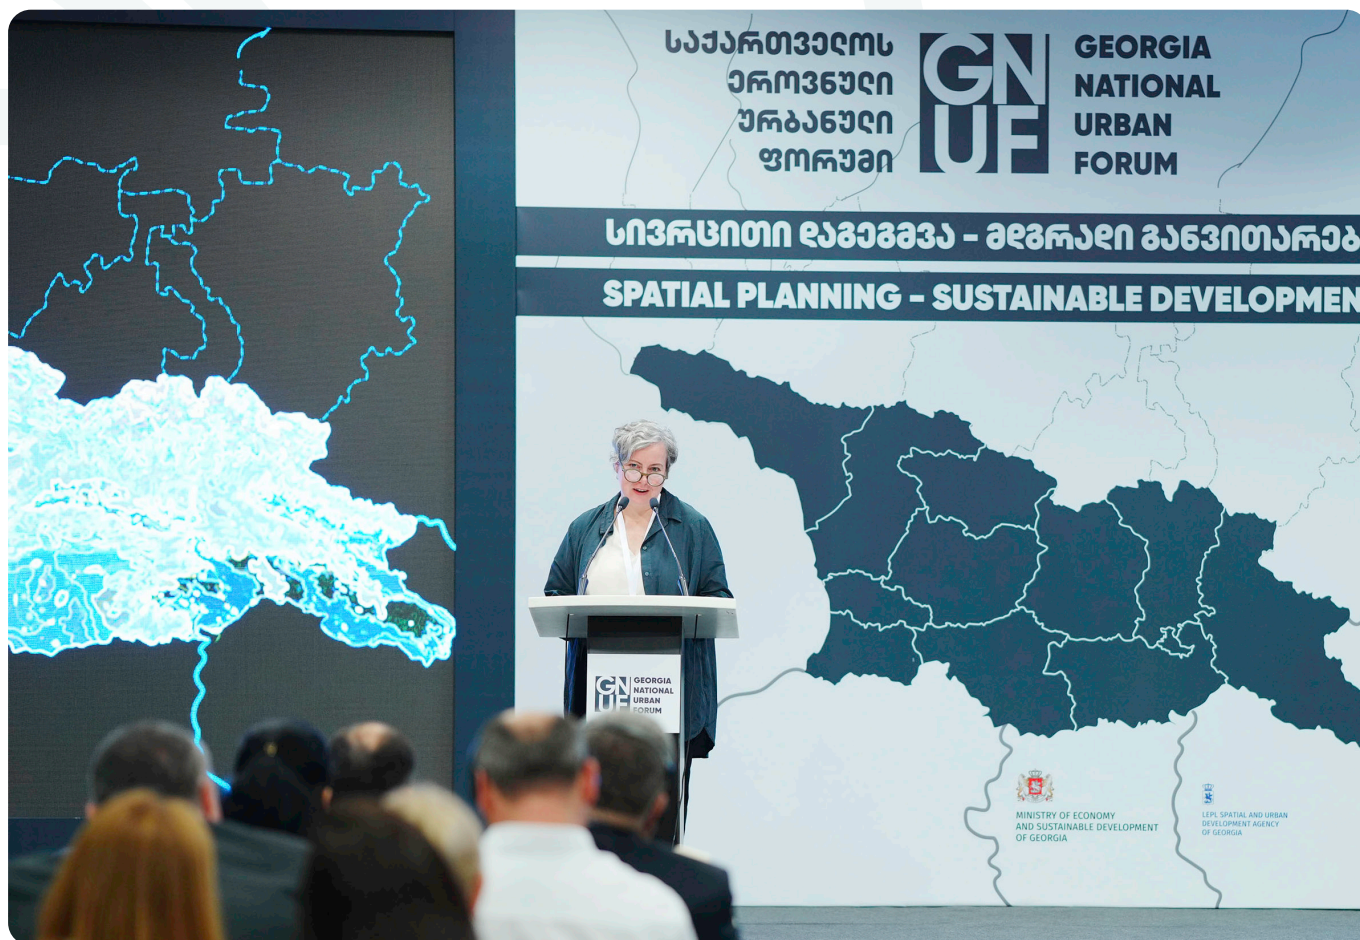 ᲡᲐᲥᲐᲠᲗᲕᲔᲚᲝᲡ
ᲔᲠᲝᲕᲜᲣᲚᲘ
ᲣᲠᲑᲐᲜᲣᲚᲘ
ᲤᲝᲠᲣᲛᲘ
GN
UF
GEORGIA
NATIONAL
URBAN
FORUM
ᲡᲘᲕᲠᲪᲘᲗᲘ ᲓᲐᲒᲔᲒᲛᲕᲐ – ᲛᲓᲒᲠᲐᲓᲘ ᲒᲐᲜᲕᲘᲗᲐᲠᲔᲑ
SPATIAL PLANNING – SUSTAINABLE DEVELOPMEN
GN
UF
GEORGIA
NATIONAL
URBAN
FORUM
MINISTRY OF ECONOMY
AND SUSTAINABLE DEVELOPMENT
OF GEORGIA
LEPL SPATIAL AND URBAN
DEVELOPMENT AGENCY
OF GEORGIA